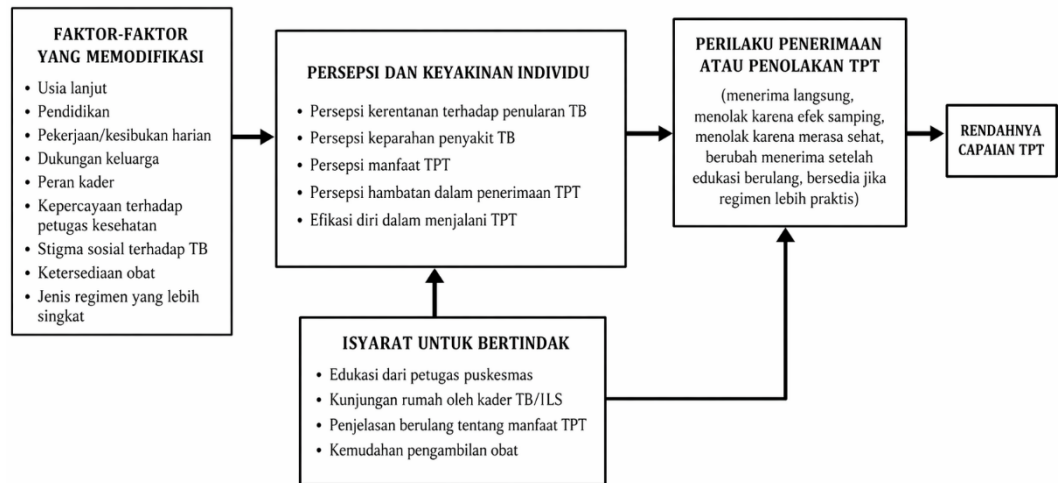 FAKTOR-FAKTOR
YANG MEMODIFIKASI
• Usia lanjut
• Pendidikan
• Pekerjaan/kesibukan harian
• Dukungan keluarga
• Peran kader
• Kepercayaan terhadap
petugas kesehatan
• Stigma sosial terhadap TB
• Ketersediaan obat
• Jenis regimen yang lebih
singkat
PERSEPSI DAN KEYAKINAN INDIVIDU
• Persepsi kerentanan terhadap penularan TB
• Persepsi keparahan penyakit TB
• Persepsi manfaat TPT
• Persepsi hambatan dalam penerimaan TPT
• Efikasi diri dalam menjalani TPT
ISYARAT UNTUK BERTINDAK
• Edukasi dari petugas puskesmas
• Kunjungan rumah oleh kader TB/ILS
• Penjelasan berulang tentang manfaat TPT
• Kemudahan pengambilan obat
PERILAKU PENERIMAAN
ATAU PENOLAKAN TPT
(menerima langsung,
menolak karena efek samping,
menolak karena merasa sehat,
berubah menerima setelah
edukasi berulang, bersedia jika
regimen lebih praktis)
RENDAHNYA
CAPAIAN TPT